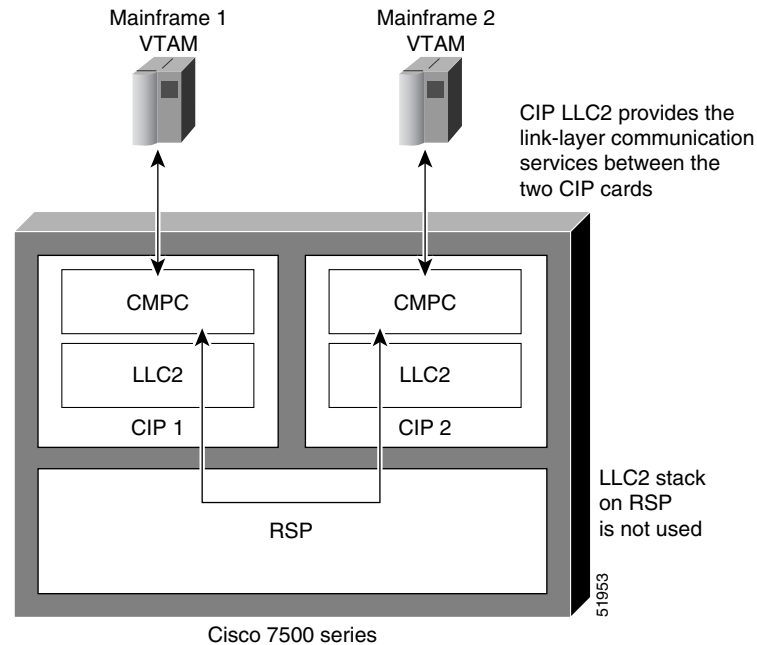 Mainframe 1
VTAM
Mainframe 2
VTAM
CIP LLC2 provides the
link-layer communication
services between the
two CIP cards
CMPC
LLC2
CIP 1
CMPC
LLC2
CIP 2
RSP
LLC2 stack
on RSP
is not used
51953
Cisco 7500 series